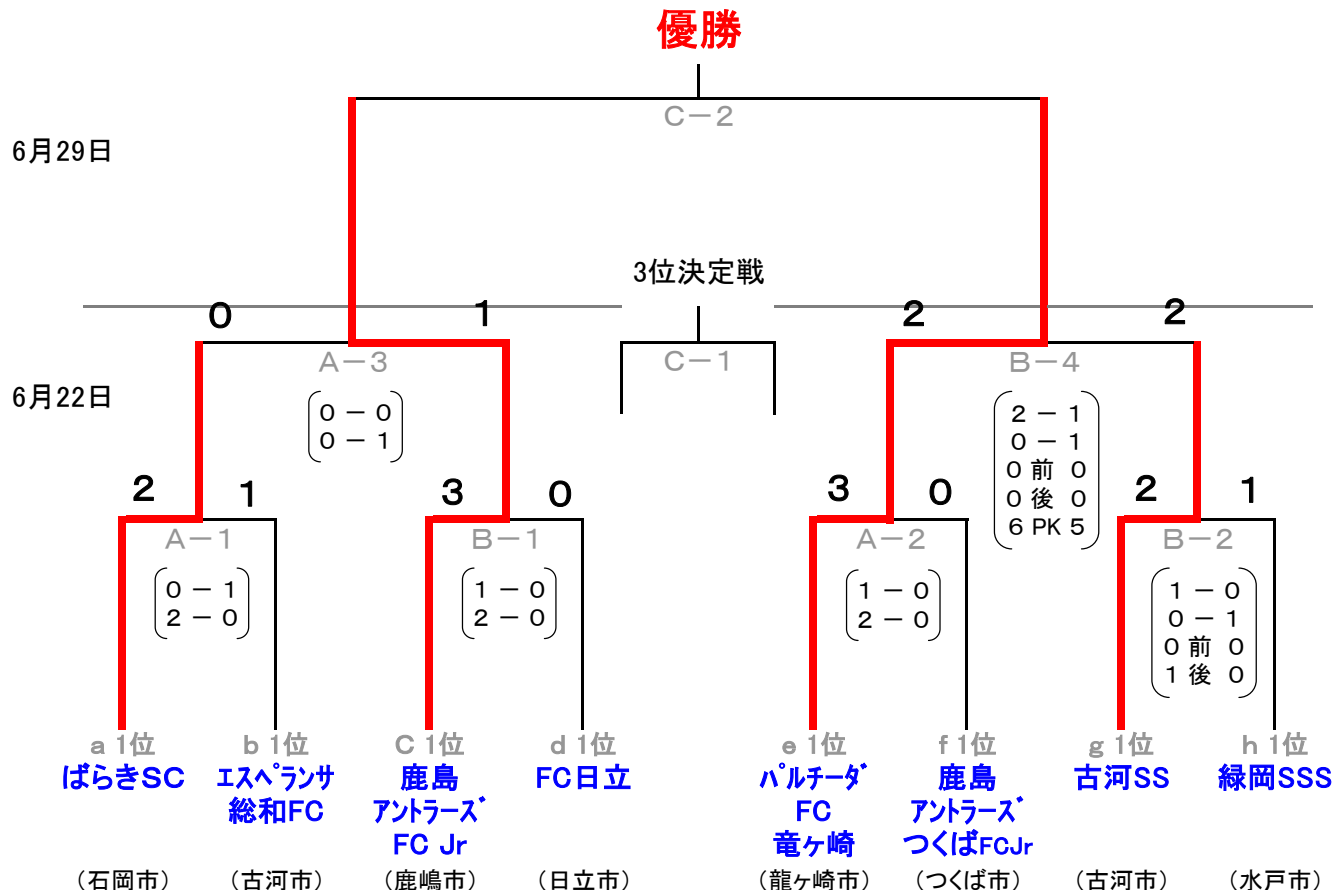 優勝
C－2
6月29日
3位決定戦
0 1 2 2
A－3 C－1 B－4
6月22日
0 － 0
0 － 1
2 － 1
0 － 1
0 前 0
0 後 0
6 PK 5
2 1 3 0 3 0 2 1
A－1 B－1 A－2 B－2
0 － 1
2 － 0
1 － 0
2 － 0
1 － 0
2 － 0
1 － 0
0 － 1
0 前 0
1 後 0
a 1位 b 1位 C 1位 d 1位 e 1位 f 1位 g 1位 h 1位
ばらきSC
エスペランサ
総和FC
鹿島
アントラーズ
FC Jr
FC日立
パルチーダ
FC
竜ヶ崎
鹿島
アントラーズ
つくばFCJr
古河SS
緑岡SSS
（石岡市） （古河市） （鹿嶋市） （日立市） （龍ヶ崎市） （つくば市） （古河市） （水戸市）